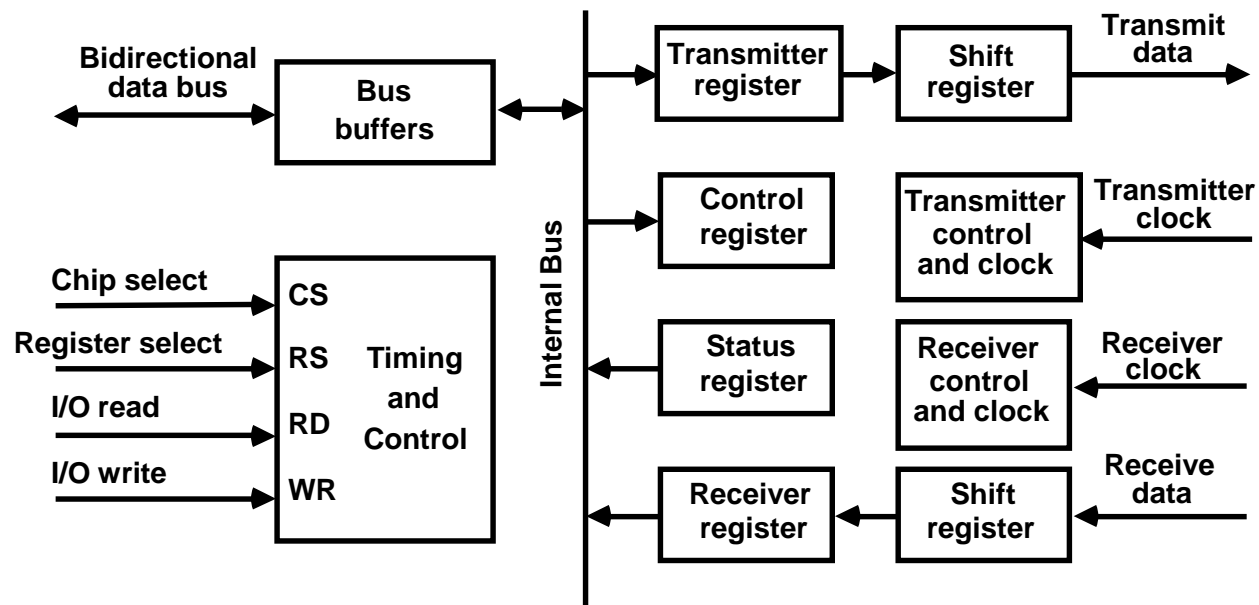 Bidirectional
data bus
Bus
buffers
Transmitter
register
Shift
register
Transmit
data
Control
register
Transmitter
control
and clock
Transmitter
clock
Internal Bus
Chip select
Register select
I/O read
I/O write
CS
RS
RD
WR
Timing
and
Control
Status
register
Receiver
control
and clock
Receiver
clock
Receiver
register
Shift
register
Receive
data